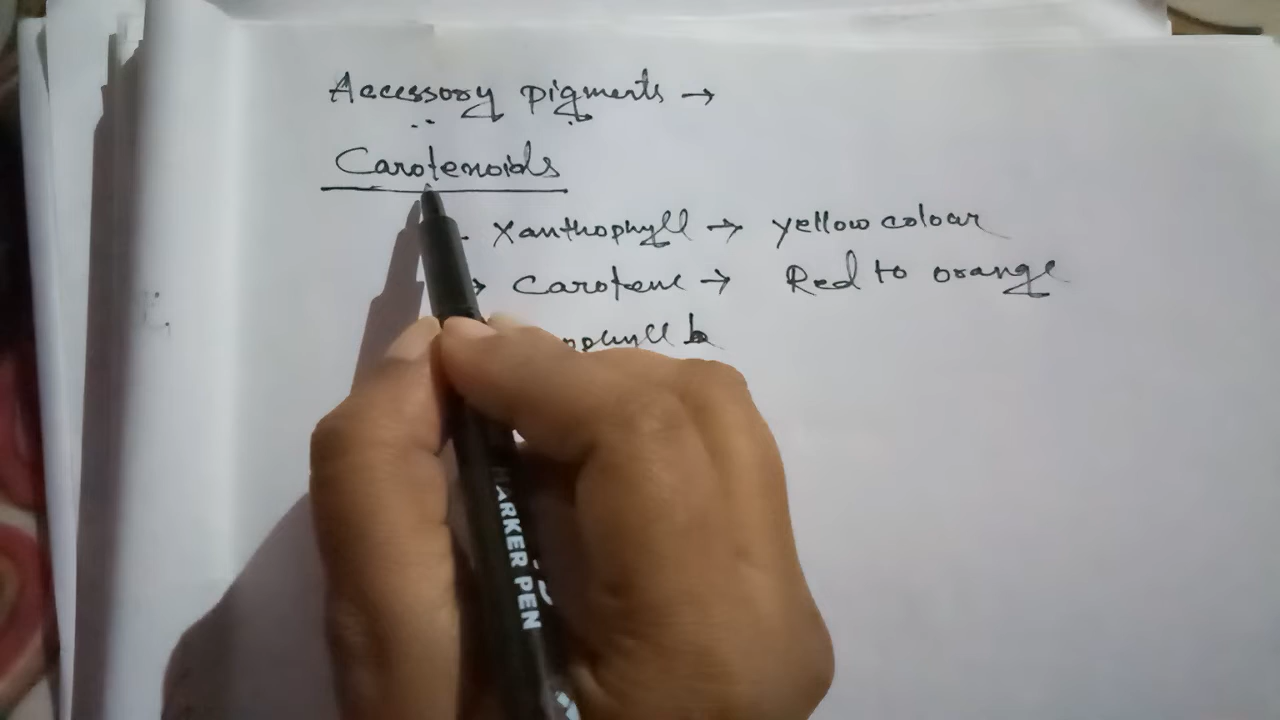 Accessory pigments →
Carotenoids
Xanthophyll → yellow colour
→ Carotene → Red to orange
b
MARKER PEN